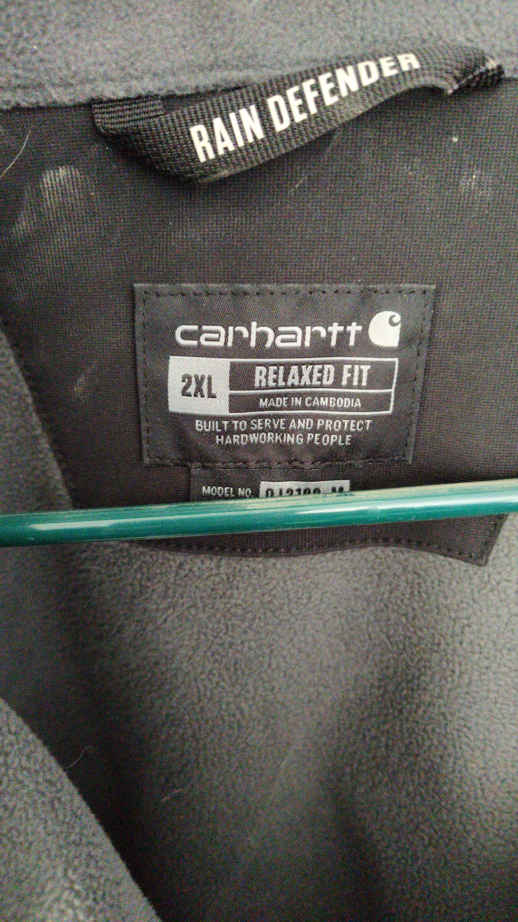 RAIN DEFENDER
carhartt
2XL RELAXED FIT
MADE IN CAMBODIA
BUILT TO SERVE AND PROTECT
HARDWORKING PEOPLE
MODEL NO.